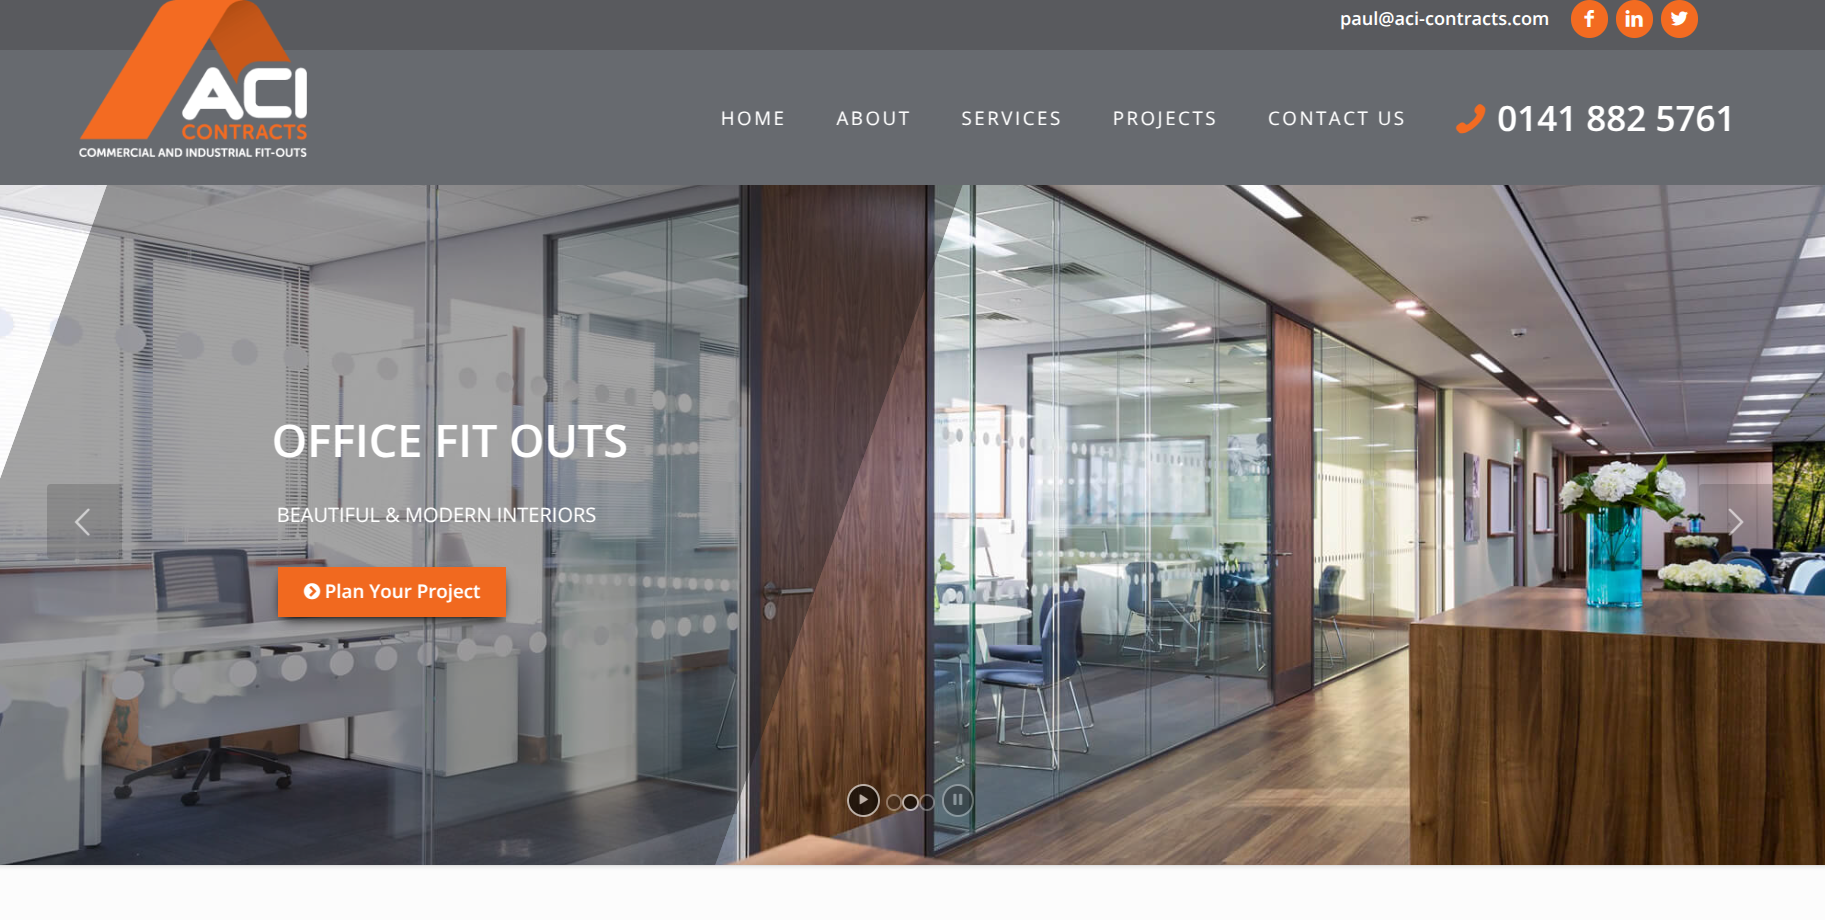 paul@aci-contracts.com
ACI
CONTRACTS
COMMERCIAL AND INDUSTRIAL FIT-OUTS
HOME ABOUT SERVICES PROJECTS CONTACT US 0141 882 5761
OFFICE FIT OUTS
BEAUTIFUL & MODERN INTERIORS
Plan Your Project